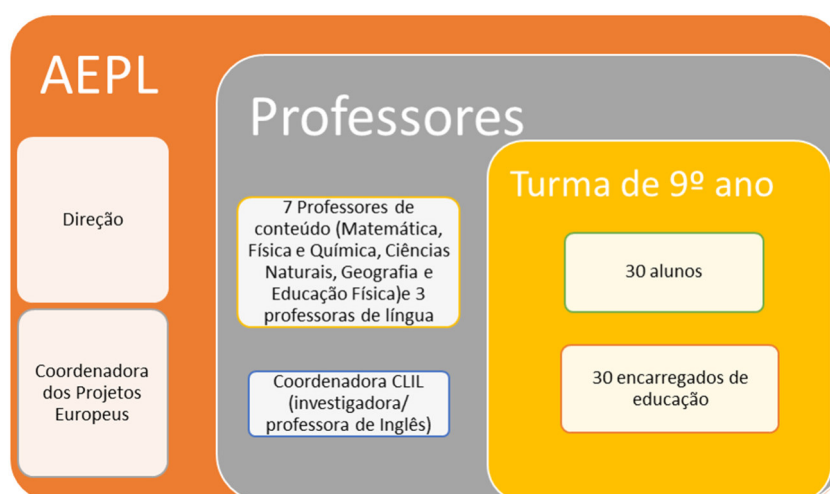 AEPL
Direção
Coordenadora
dos Projetos
Europeus
Professores
7 Professores de
conteúdo (Matemática,
Física e Química, Ciências
Naturais, Geografia e
Educação Física)e 3
professoras de língua
Coordenadora CLIL
(investigadora/
professora de Inglês)
Turma de 9º ano
30 alunos
30 encarregados de
educação